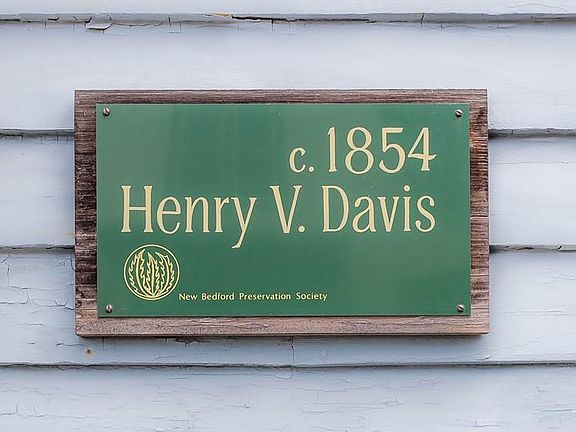 c. 1854
Henry V. Davis
New Bedford Preservation Society